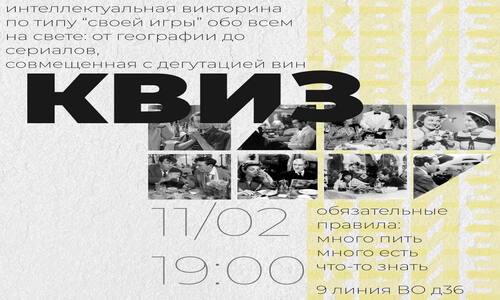 интеллектуальная викторина
по типу “своей игры” обо всем
на свете: от географии до
сериалов,
совмещенная с дегутацией вин
КВИЗ
11/02
19:00
обязательные
правила:
много пить
много есть
что-то знать
9 линия ВО д36